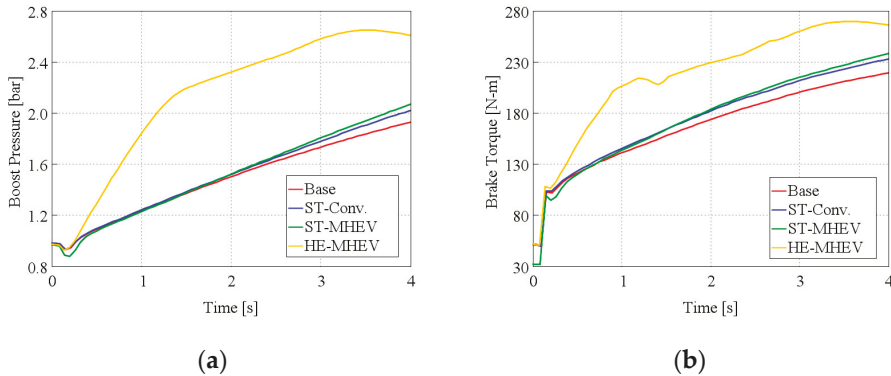 2.8
2.4
2.0
1.6
1.2
0.8
Boost Pressure [bar]
0
1
2
3
4
Time [s]
Base
ST-Conv.
ST-MHEV
HE-MHEV
(a)
280
230
180
130
80
30
Brake Torque [N-m]
0
1
2
3
4
Time [s]
Base
ST-Conv.
ST-MHEV
HE-MHEV
(b)